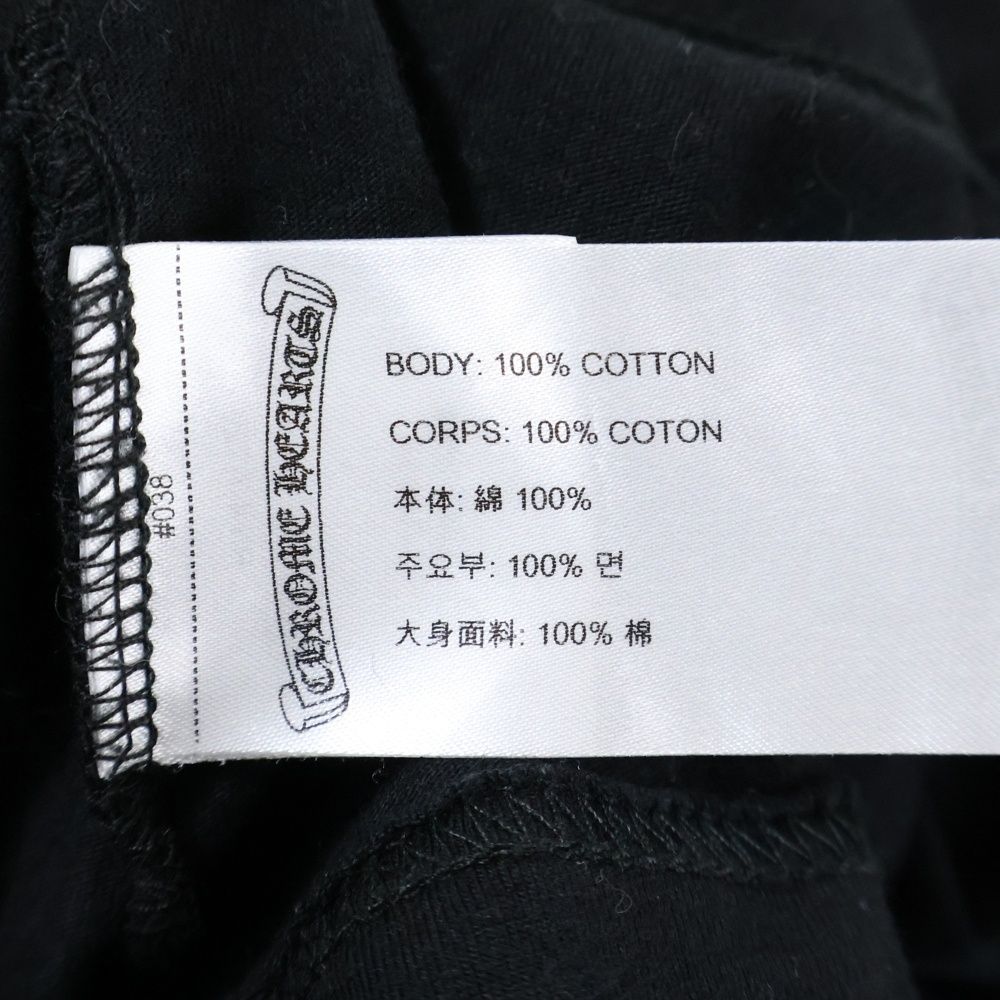 #038
CHROME HEARTS
BODY: 100% COTTON
CORPS: 100% COTON
本体: 綿 100%
주요부: 100% 면
大身面料: 100% 棉